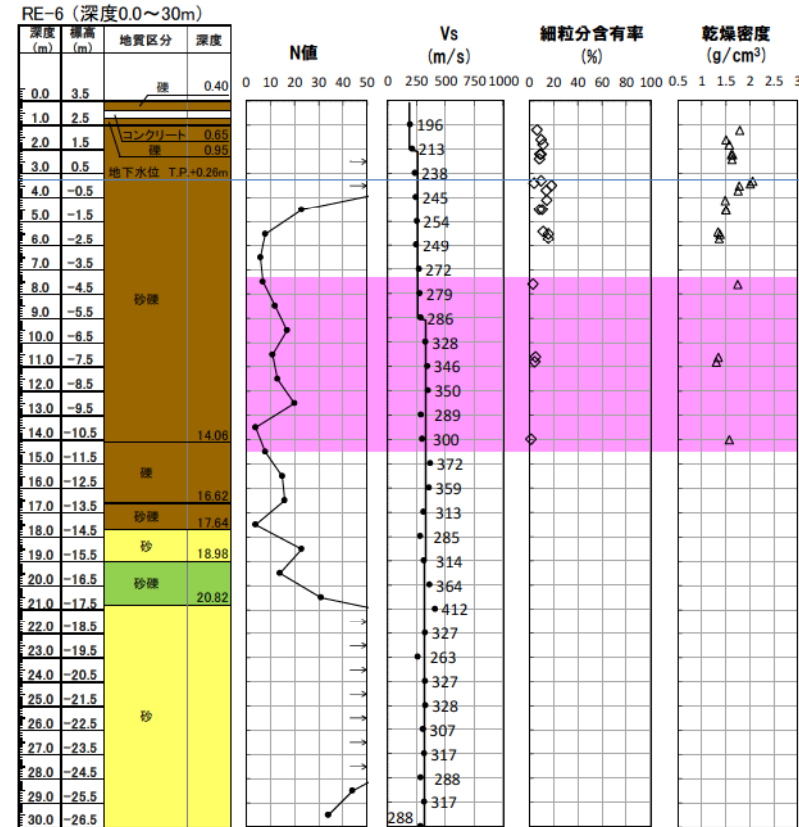 RE-6 (深度0.0～30m)
深度 標高 地質区分 深度 N値 Vs 細粒分含有率 乾燥密度
(m) (m) (m/s) (%) (g/cm³)
0 10 20 30 40 50 0 250 500 750 1000 0 20 40 60 80 100 0.5 1 1.5 2 2.5 3
0.0 3.5 礫 0.40
1.0 2.5 196
コンクリート 0.65
2.0 1.5 礫 0.95 213
3.0 0.5 地下水位 T.P.+0.26m 238
4.0 -0.5 245
5.0 -1.5 254
6.0 -2.5 249
7.0 -3.5 272
8.0 -4.5 砂礫 279
9.0 -5.5 286
10.0 -6.5 328
11.0 -7.5 346
12.0 -8.5 350
13.0 -9.5 289
14.0 -10.5 14.06 300
15.0 -11.5 372
16.0 -12.5 礫 16.62 359
17.0 -13.5 砂礫 17.64 313
18.0 -14.5 砂 285
19.0 -15.5 18.98 314
20.0 -16.5 砂礫 364
21.0 -17.5 20.82 412
22.0 -18.5 327
23.0 -19.5 263
24.0 -20.5 327
25.0 -21.5 328
26.0 -22.5 砂 307
27.0 -23.5 317
28.0 -24.5 288
29.0 -25.5 317
30.0 -26.5 288